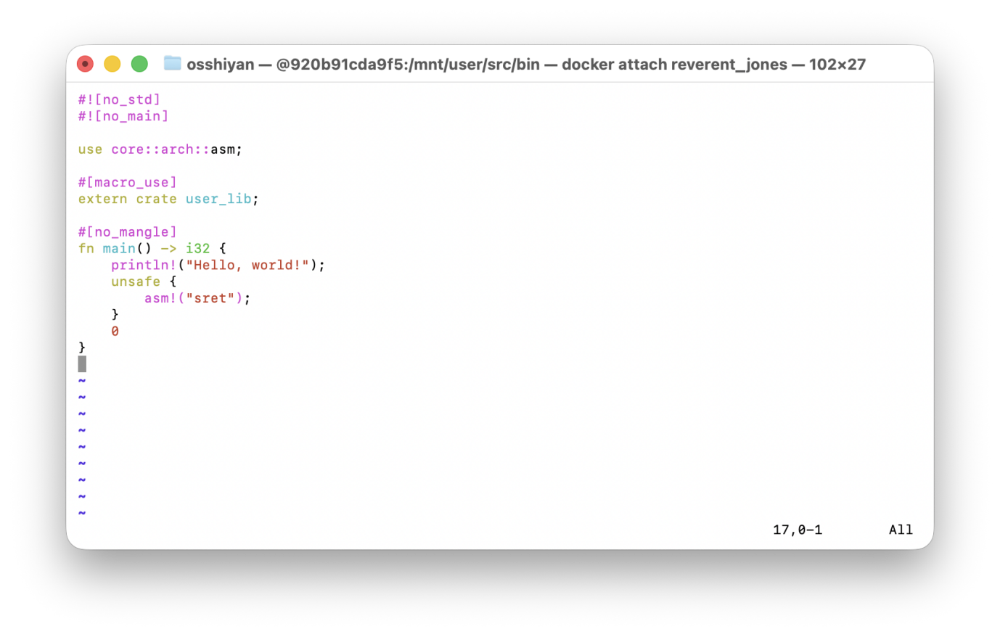 osshiyan — @920b91cda9f5:/mnt/user/src/bin — docker attach reverent_jones — 102×27
#![no_std]
#![no_main]
use core::arch::asm;
#[macro_use]
extern crate user_lib;
#[no_mangle]
fn main() -> i32 {
    println!("Hello, world!");
    unsafe {
        asm!("sret");
    }
    0
}
~
~
~
~
~
~
~
~
~
17,0-1 All